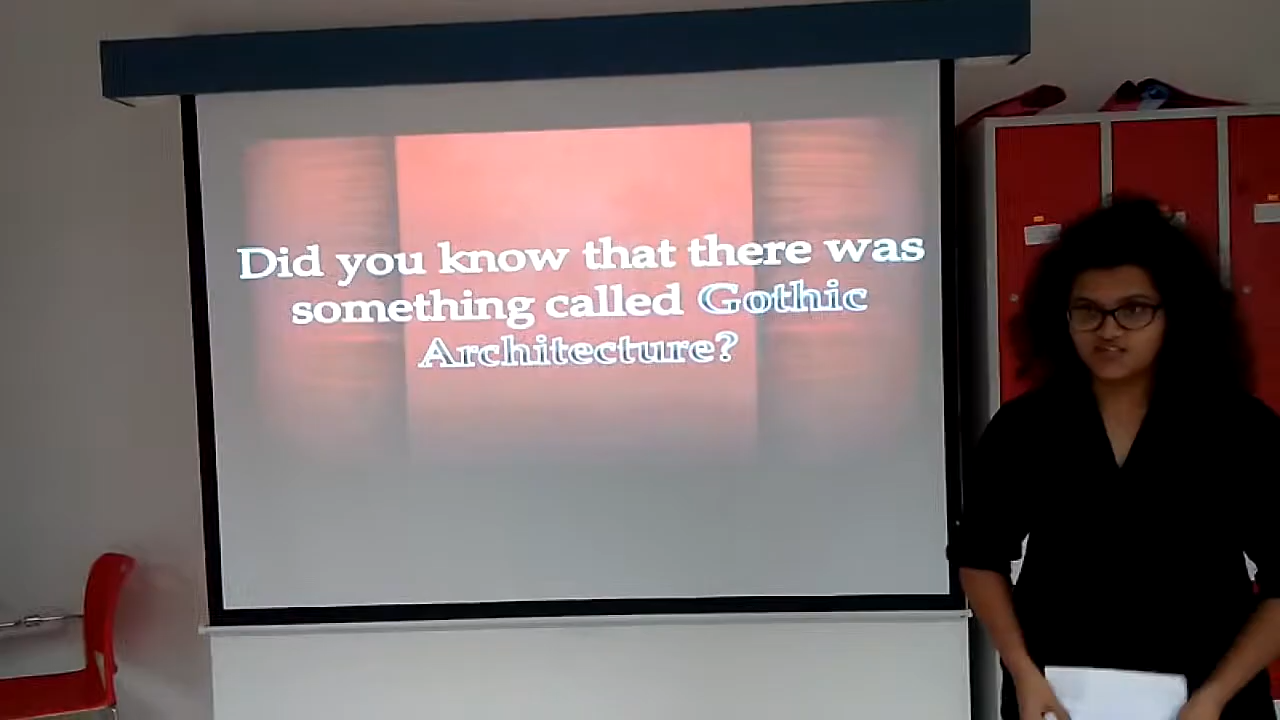 Did you know that there was
something called Gothic
Architecture?